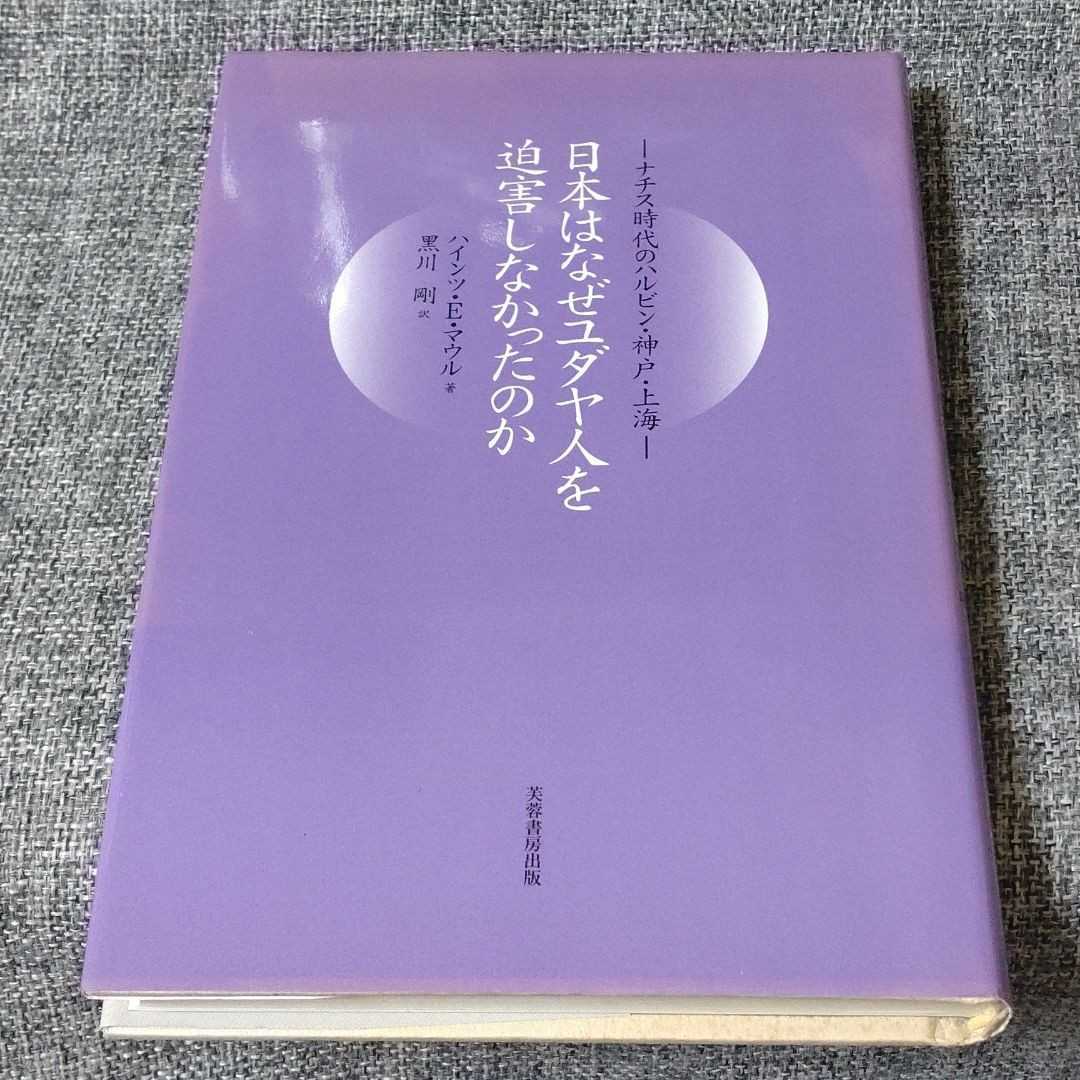 ―ナチス時代のハルビン・神戸・上海―
日本はなぜユダヤ人を
迫害しなかったのか
ハインツ・E・マウル 著
黒川 剛 訳
芙蓉書房出版